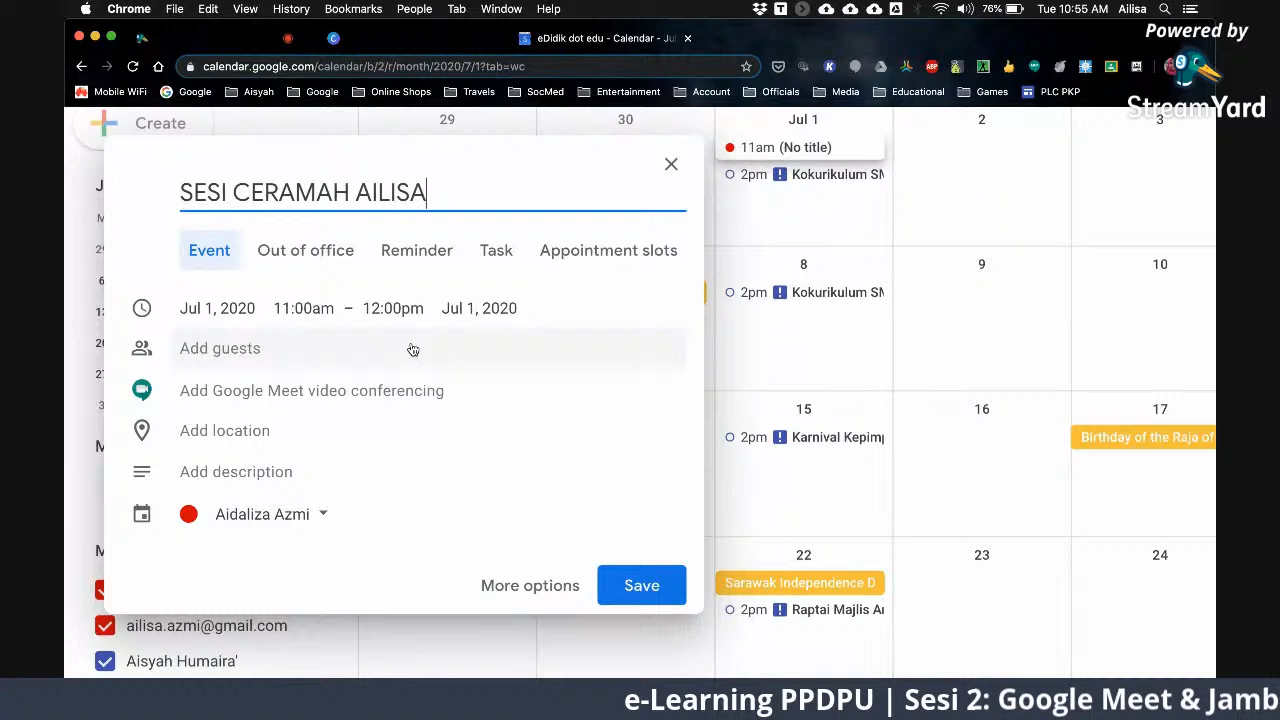 Chrome File Edit View History Bookmarks People Tab Window Help 76% Tue 10:55 AM Ailisa
Powered by
StreamYard
eDidik dot edu - Calendar - Jul
calendar.google.com/calendar/b/2/r/month/2020/7/1?tab=wc
Mobile WiFi Google Aisyah Google Online Shops Travels SocMed Entertainment Account Officials Media Educational Games PLC PKP
Create
29 30 Jul 1 2 3
11am (No title)
2pm Kokurikulum SM
SESI CERAMAH AILISA
Event Out of office Reminder Task Appointment slots
8 9 10
2pm Kokurikulum SM
Jul 1, 2020 11:00am – 12:00pm Jul 1, 2020
Add guests
Add Google Meet video conferencing
Add location
Add description
Aidaliza Azmi
More options Save
15 16 17
2pm Karnival Kepimp
Birthday of the Raja of
22 23 24
Sarawak Independence D
2pm Raptai Majlis
ailisa.azmi@gmail.com
Aisyah Humaira'
e-Learning PPDPU | Sesi 2: Google Meet & Jamb